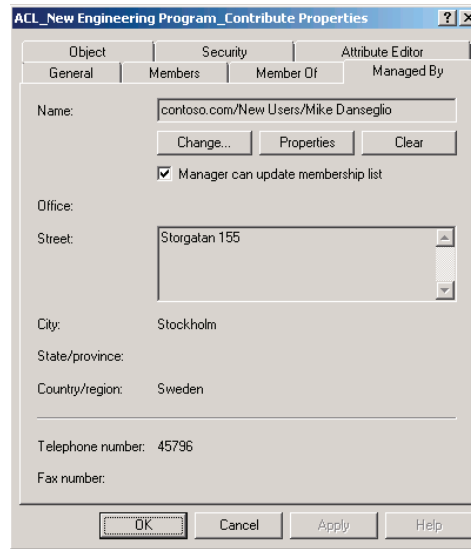 ACL_New Engineering Program_Contribute Properties
Object Security Attribute Editor
General Members Member Of Managed By
Name: contoso.com/New Users/Mike Danseglio
Change... Properties Clear
Manager can update membership list
Office:
Street: Storgatan 155
City: Stockholm
State/province:
Country/region: Sweden
Telephone number: 45796
Fax number:
OK Cancel Apply Help